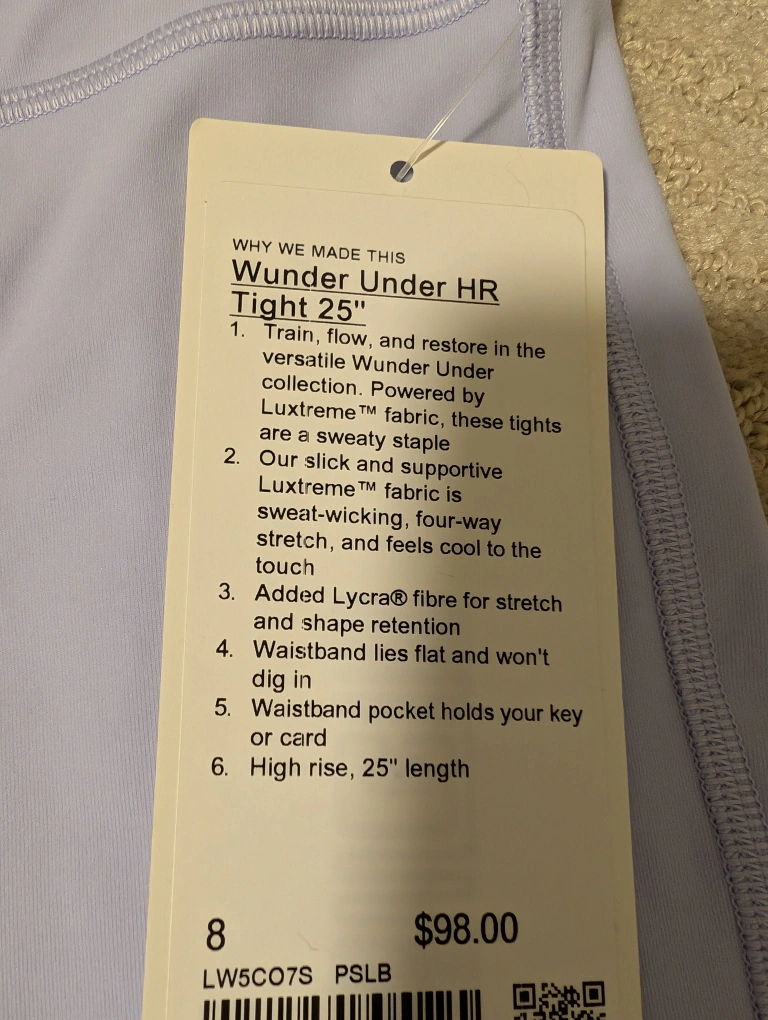 WHY WE MADE THIS
Wunder Under HR
Tight 25"
1. Train, flow, and restore in the
versatile Wunder Under
collection. Powered by
Luxtreme™ fabric, these tights
are a sweaty staple
2. Our slick and supportive
Luxtreme™ fabric is
sweat-wicking, four-way
stretch, and feels cool to the
touch
3. Added Lycra® fibre for stretch
and shape retention
4. Waistband lies flat and won't
dig in
5. Waistband pocket holds your key
or card
6. High rise, 25" length
8 $98.00
LW5CO7S PSLB